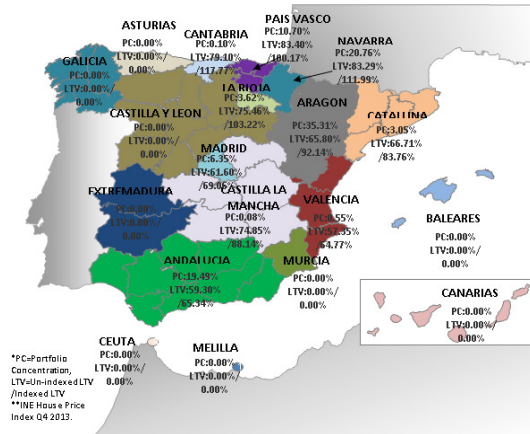 ASTURIAS
PC:0.00%
LTV:0.00%/
0.00%
CANTABRIA
PC:0.10%
LTV:79.10%
/117.77%
PAIS VASCO
PC:10.70%
LTV:83.40%
/100.17%
NAVARRA
PC:20.76%
LTV:83.29%
/111.99%
GALICIA
PC:0.00%
LTV:0.00%/
0.00%
LA RIOJA
PC:3.62%
LTV:75.46%
/103.22%
ARAGON
PC:35.31%
LTV:65.80%
/92.14%
CATALUÑA
PC:3.05%
LTV:66.71%
/83.76%
CASTILLA Y LEON
PC:0.00%
LTV:0.00%/
0.00%
MADRID
PC:6.35%
LTV:61.60%
/69.06%
EXTREMADURA
PC:0.00%
LTV:0.00%/
0.00%
CASTILLA LA
MANCHA
PC:0.08%
LTV:74.85%
/88.14%
VALENCIA
PC:0.55%
LTV:57.35%
/64.77%
BALEARES
PC:0.00%
LTV:0.00%/
0.00%
ANDALUCIA
PC:19.49%
LTV:59.30%
/65.34%
MURCIA
PC:0.00%
LTV:0.00%/
0.00%
CANARIAS
PC:0.00%
LTV:0.00%/
0.00%
CEUTA
PC:0.00%
LTV:0.00%/
0.00%
MELILLA
PC:0.00%
LTV:0.00%/
0.00%
*PC=Portfolio
Concentration,
LTV=Un-indexed LTV
/Indexed LTV
**INE House Price
Index Q4 2013.